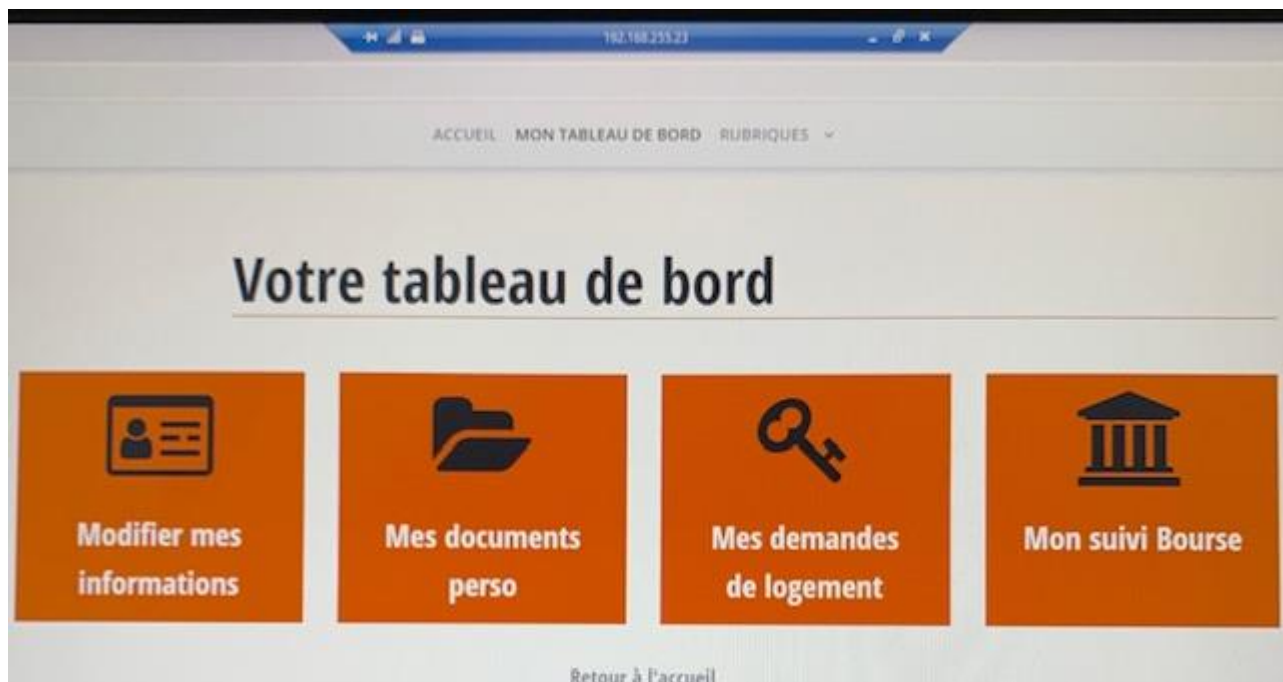 192.168.255.23
ACCUEIL MON TABLEAU DE BORD RUBRIQUES
Votre tableau de bord
Modifier mes
informations
Mes documents
perso
Mes demandes
de logement
Mon suivi Bourse
Retour à l'accueil